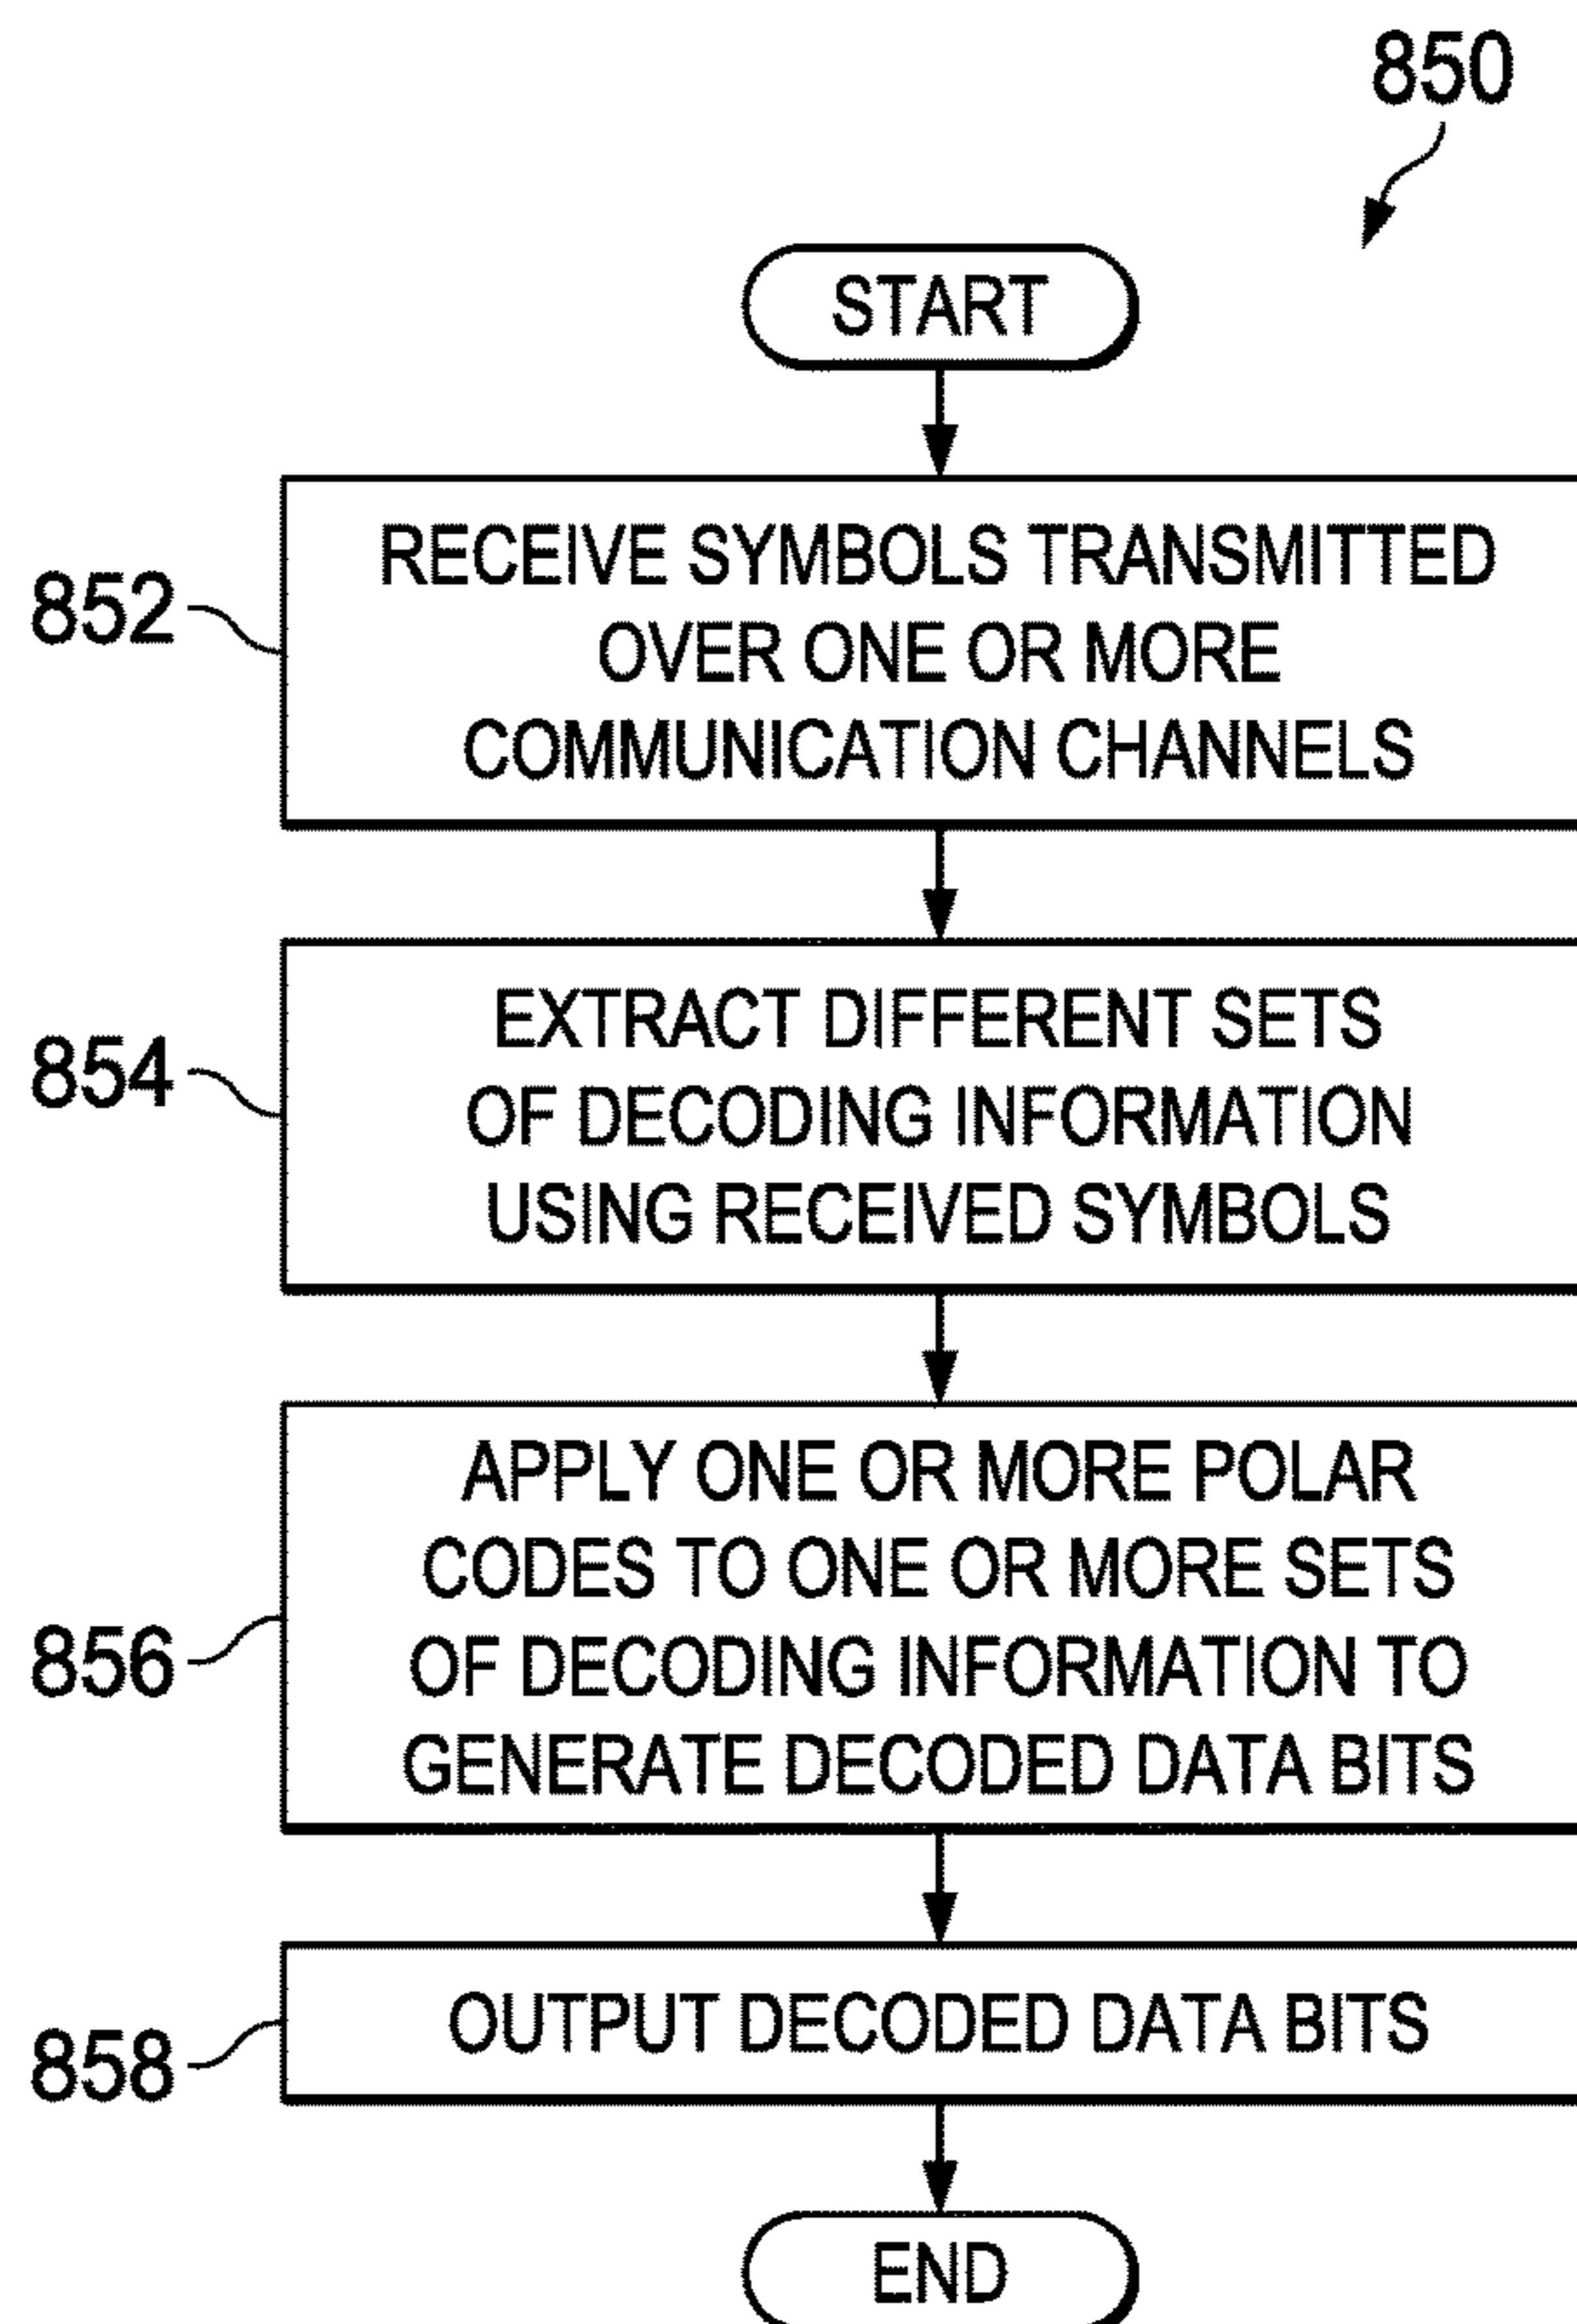 850
START
852
RECEIVE SYMBOLS TRANSMITTED
OVER ONE OR MORE
COMMUNICATION CHANNELS
854
EXTRACT DIFFERENT SETS
OF DECODING INFORMATION
USING RECEIVED SYMBOLS
856
APPLY ONE OR MORE POLAR
CODES TO ONE OR MORE SETS
OF DECODING INFORMATION TO
GENERATE DECODED DATA BITS
858
OUTPUT DECODED DATA BITS
END